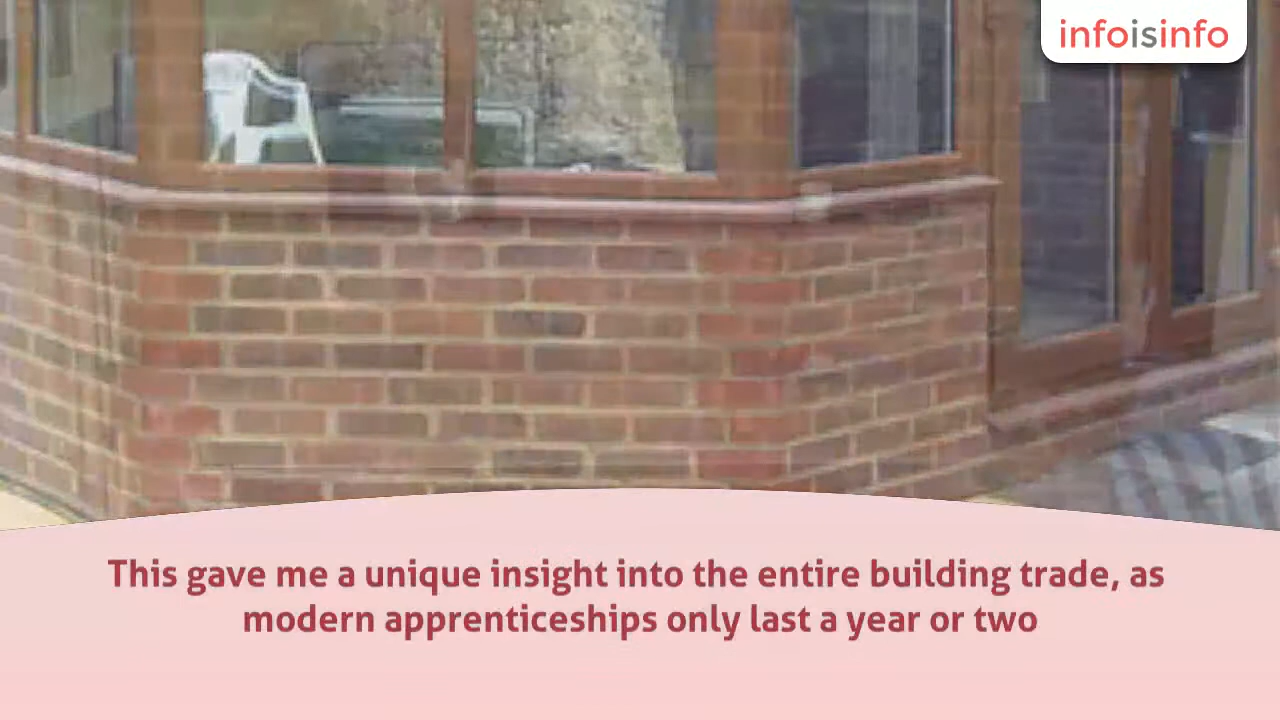 infoisinfo
This gave me a unique insight into the entire building trade, as
modern apprenticeships only last a year or two